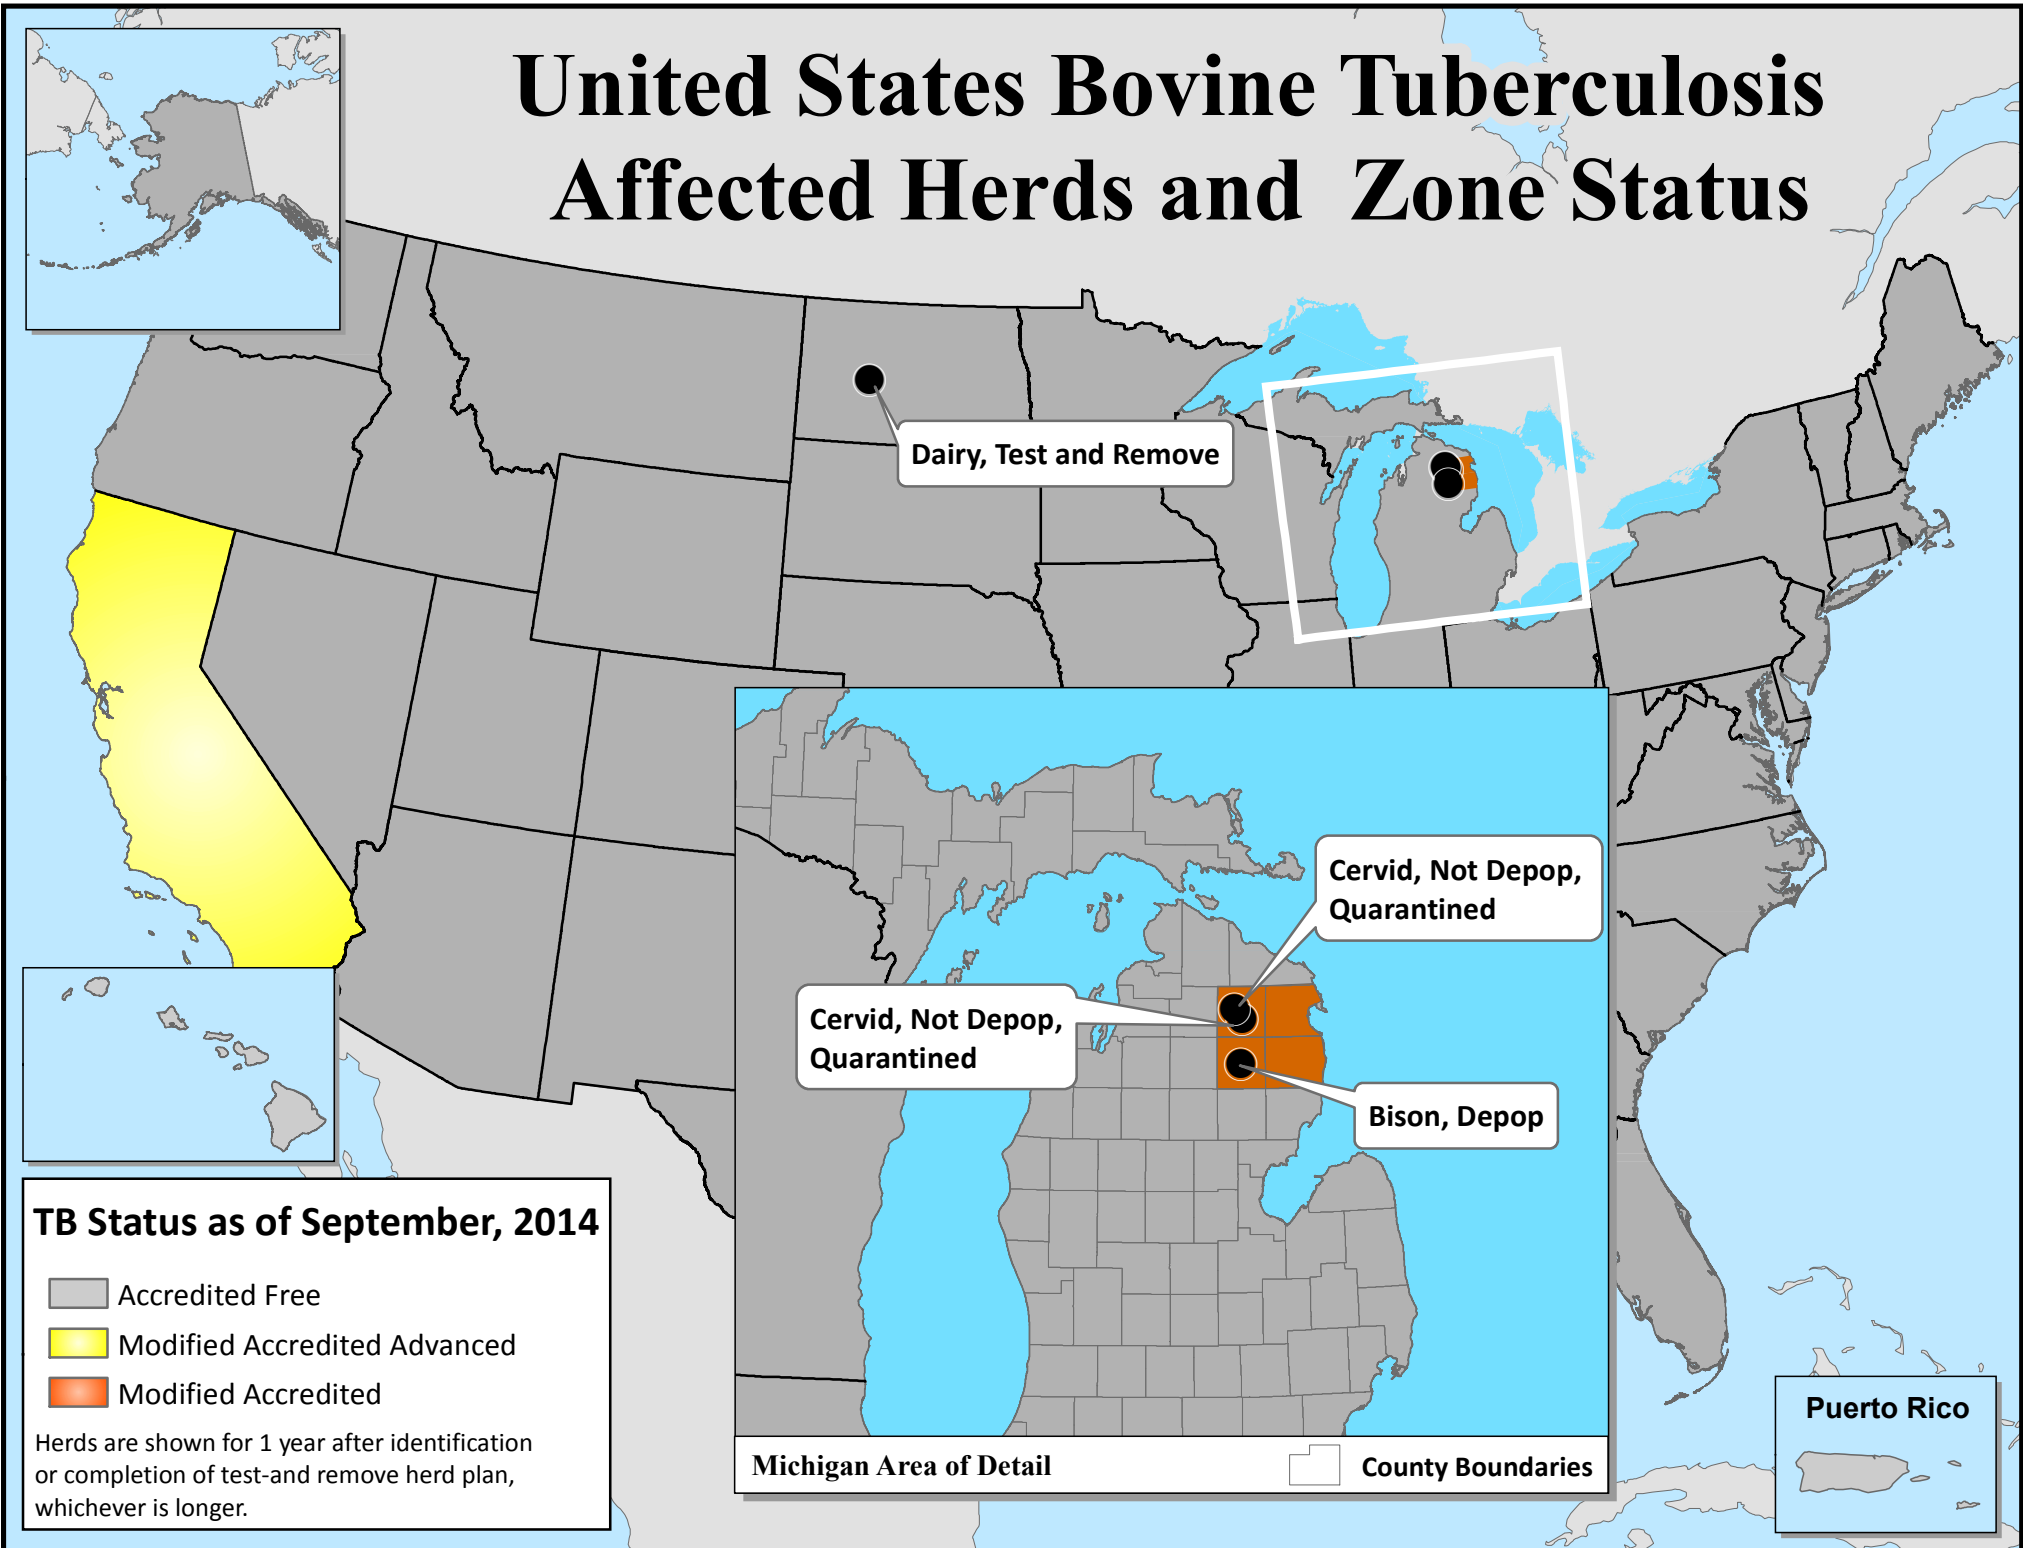 United States Bovine Tuberculosis
Affected Herds and Zone Status
Dairy, Test and Remove
Cervid, Not Depop,
Quarantined
Cervid, Not Depop,
Quarantined
Bison, Depop
TB Status as of September, 2014
Accredited Free
Modified Accredited Advanced
Modified Accredited
Herds are shown for 1 year after identification
or completion of test-and remove herd plan,
whichever is longer.
Michigan Area of Detail
County Boundaries
Puerto Rico